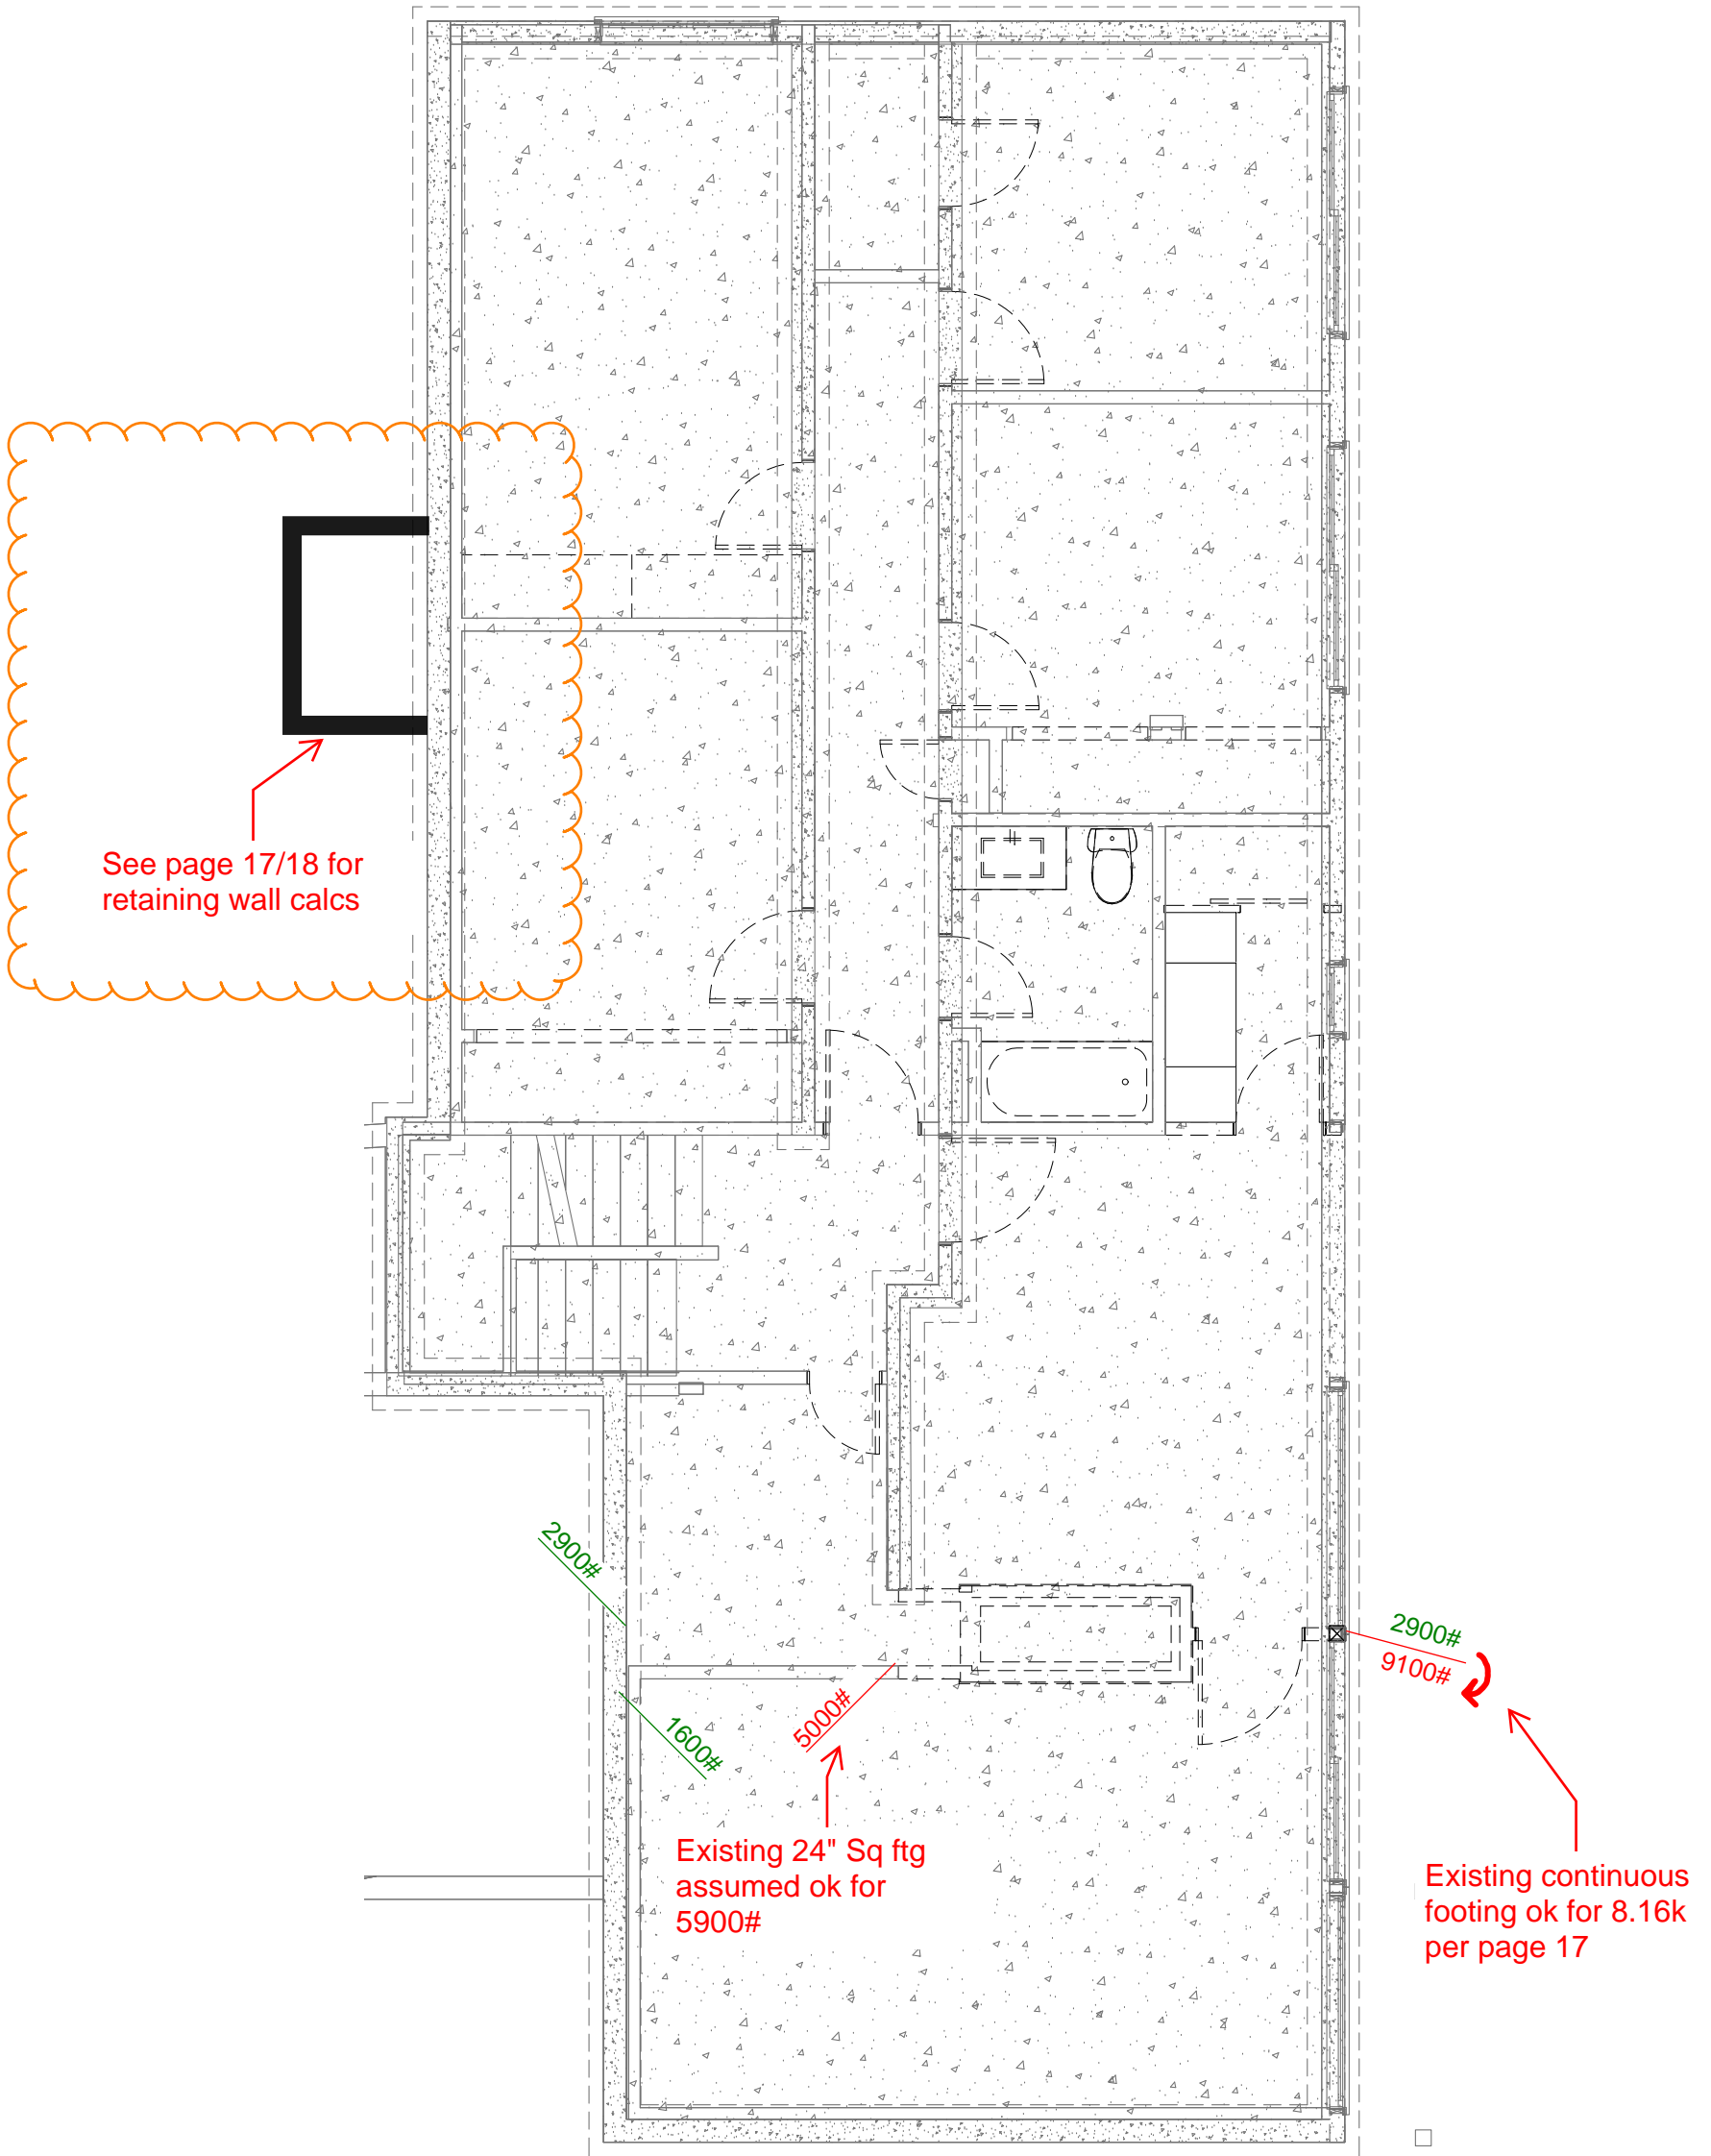 See page 17/18 for
retaining wall calcs
2900#
1600#
5000#
2900#
9100#
Existing 24" Sq ftg
assumed ok for
5900#
Existing continuous
footing ok for 8.16k
per page 17